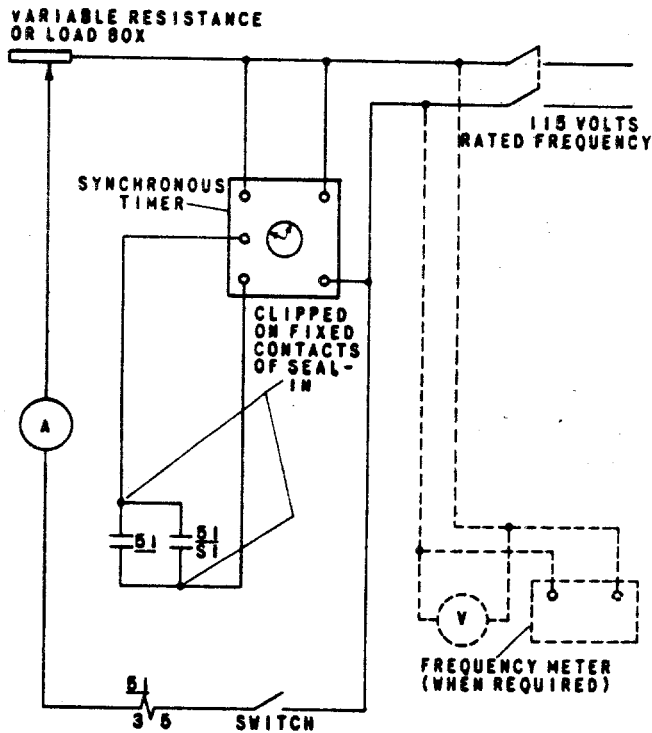 VARIABLE RESISTANCE
OR LOAD BOX
115 VOLTS
RATED FREQUENCY
SYNCHRONOUS
TIMER
CLIPPED
ON FIXED
CONTACTS
OF SEAL-
IN
A
51
51
SI
V
FREQUENCY METER
(WHEN REQUIRED)
51
3 5
SWITCH